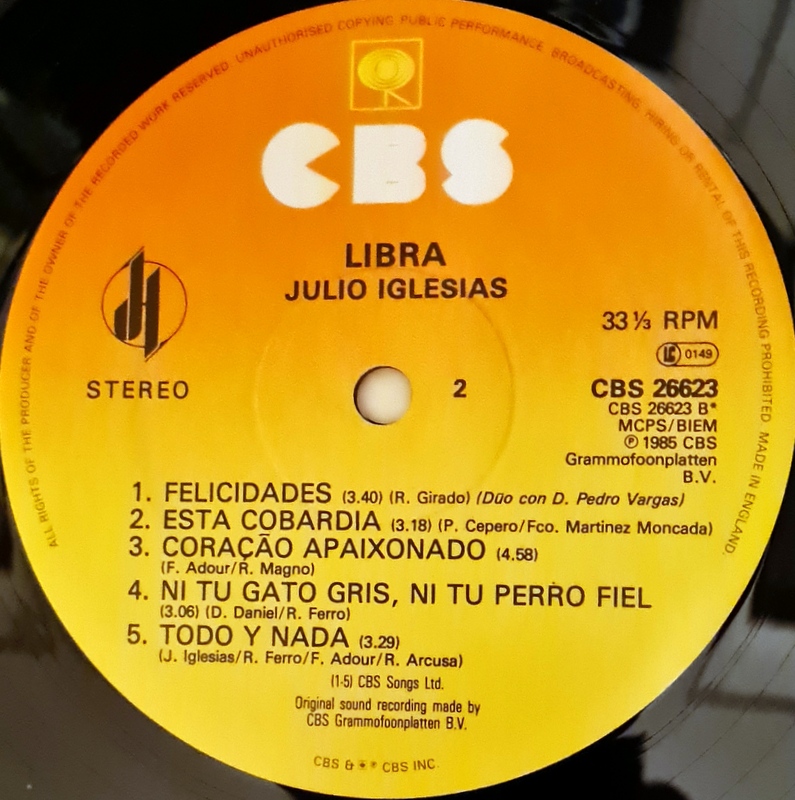 ALL RIGHTS OF THE PRODUCER AND OF THE OWNER OF THE RECORDED WORK RESERVED. UNAUTHORISED COPYING, PUBLIC PERFORMANCE, BROADCASTING, HIRING OR RENTAL OF THIS RECORDING PROHIBITED. MADE IN ENGLAND.
CBS
LIBRA
JULIO IGLESIAS
33 ⅓ RPM
LC 0149
STEREO
2
CBS 26623
CBS 26623 B*
MCPS/BIEM
℗ 1985 CBS
Grammofoonplatten
B.V.
1. FELICIDADES (3.40) (R. Girado) (Düo con D. Pedro Vargas)
2. ESTA COBARDIA (3.18) (P. Cepero/Fco. Martinez Moncada)
3. CORAÇÃO APAIXONADO (4.58)
(F. Adour/R. Magno)
4. NI TU GATO GRIS, NI TU PERRO FIEL
(3.06) (D. Daniel/R. Ferro)
5. TODO Y NADA (3.29)
(J. Iglesias/R. Ferro/F. Adour/R. Arcusa)
(1-5) CBS Songs Ltd.
Original sound recording made by
CBS Grammofoonplatten B.V.
CBS & ® CBS INC.